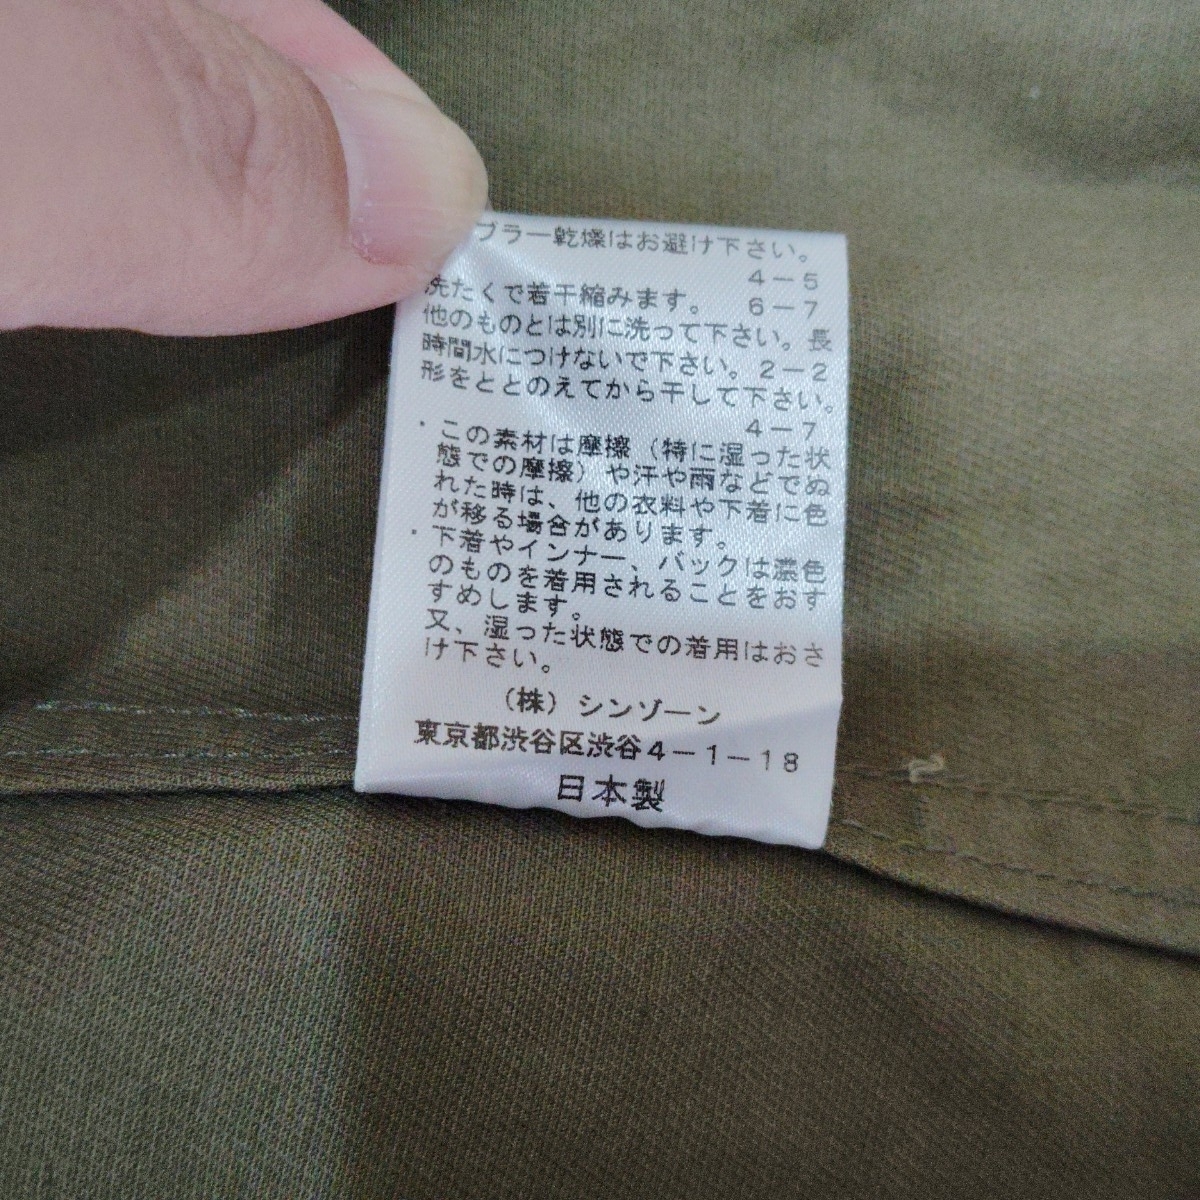 ブラー乾燥はお避け下さい。
4－5
洗たくで若干縮みます。 6－7
他のものとは別に洗って下さい。長
時間水につけないで下さい。2－2
形をととのえてから干して下さい。
4－7
・この素材は摩擦（特に湿った状
態での摩擦）や汗や雨などでぬ
れた時は、他の衣料や下着に色
が移る場合があります。
・下着やインナー、バックは濃色
のものを着用されることをおす
すめします。
又、湿った状態での着用はおさ
け下さい。
（株）シンゾーン
東京都渋谷区渋谷4－1－18
日本製